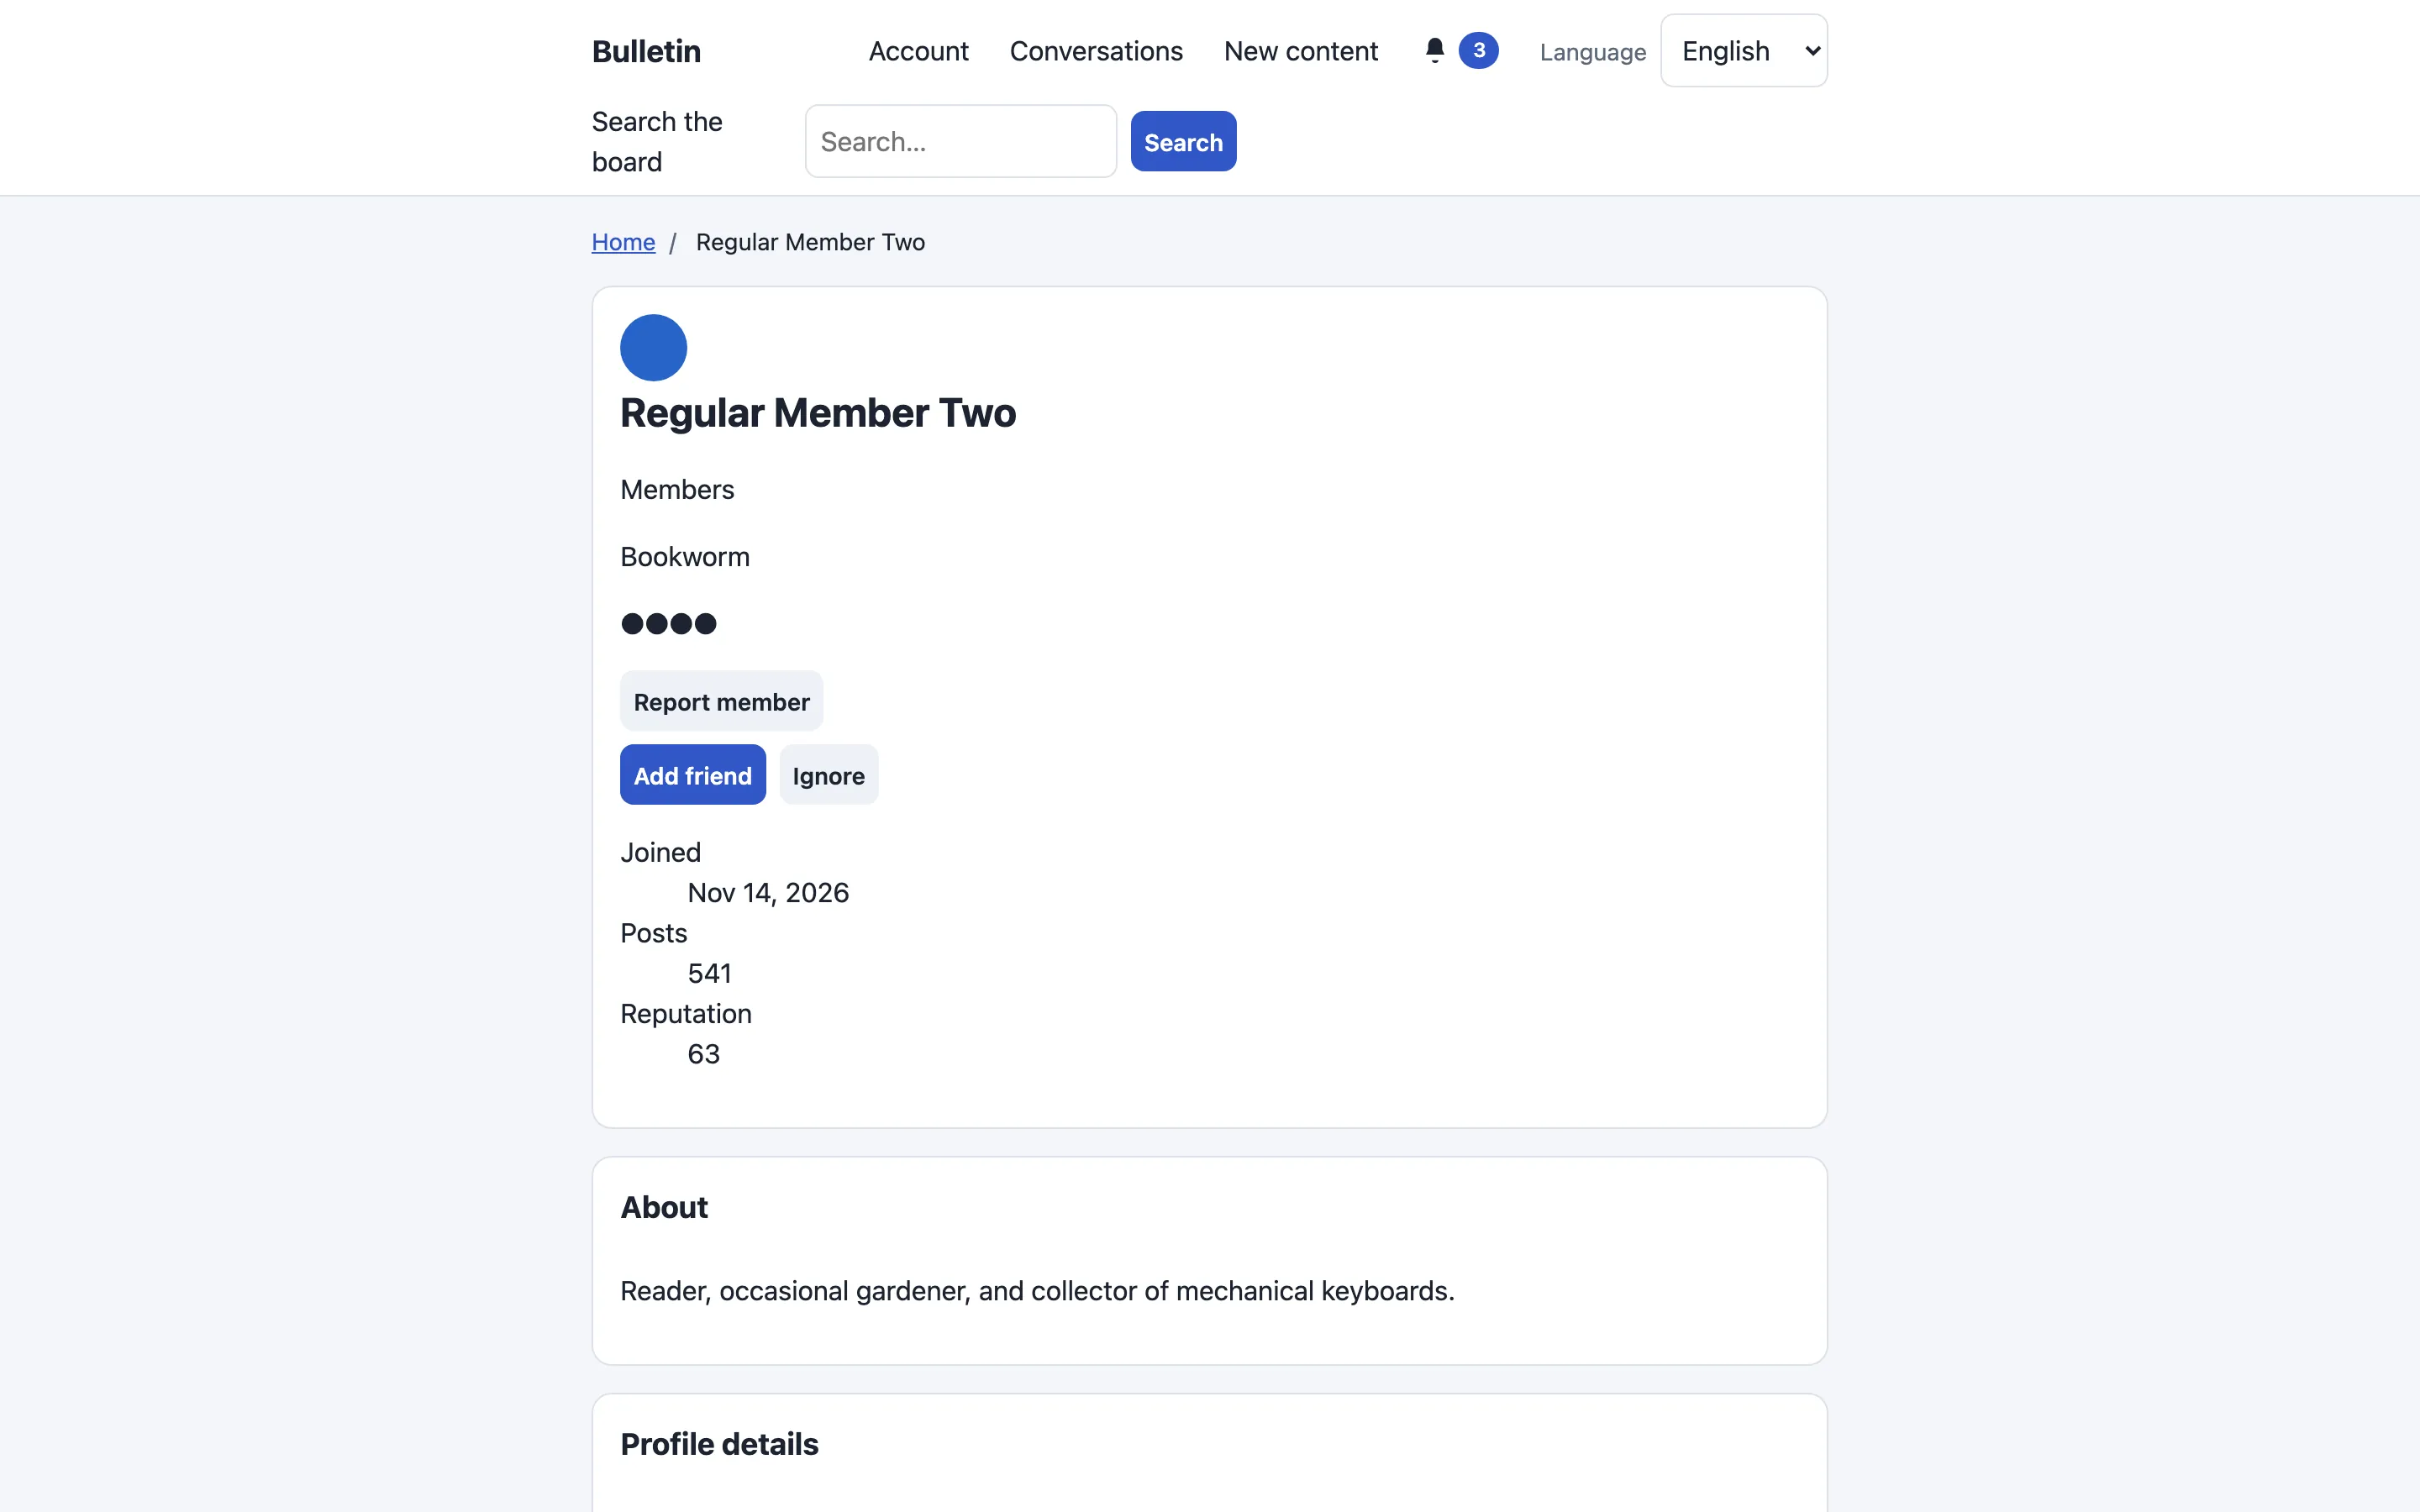 Bulletin
Account
Conversations
New content
3
Language
English
Search the
board
Search...
Search
Home / Regular Member Two
Regular Member Two
Members
Bookworm
●●●●
Report member
Add friend
Ignore
Joined
Nov 14, 2026
Posts
541
Reputation
63
About
Reader, occasional gardener, and collector of mechanical keyboards.
Profile details